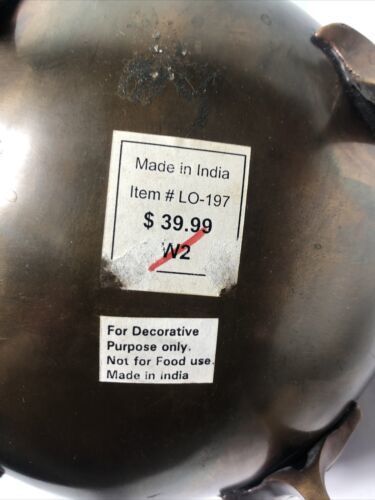 Made in India
Item # LO-197
$ 39.99
W2
For Decorative
Purpose only.
Not for Food use.
Made in india